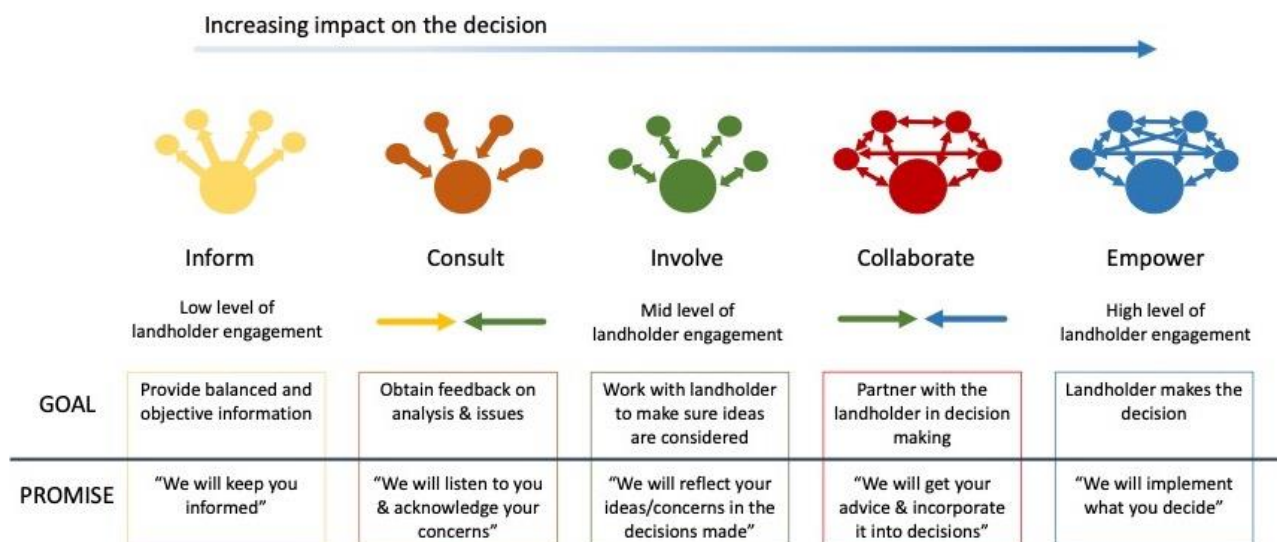 Increasing impact on the decision
Inform
Consult
Involve
Collaborate
Empower
Low level of
landholder engagement
Mid level of
landholder engagement
High level of
landholder engagement
GOAL
Provide balanced and
objective information
Obtain feedback on
analysis & issues
Work with landholder
to make sure ideas
are considered
Partner with the
landholder in decision
making
Landholder makes the
decision
PROMISE
“We will keep you
informed”
“We will listen to you
& acknowledge your
concerns”
“We will reflect your
ideas/concerns in the
decisions made”
“We will get your
advice & incorporate
it into decisions”
“We will implement
what you decide”